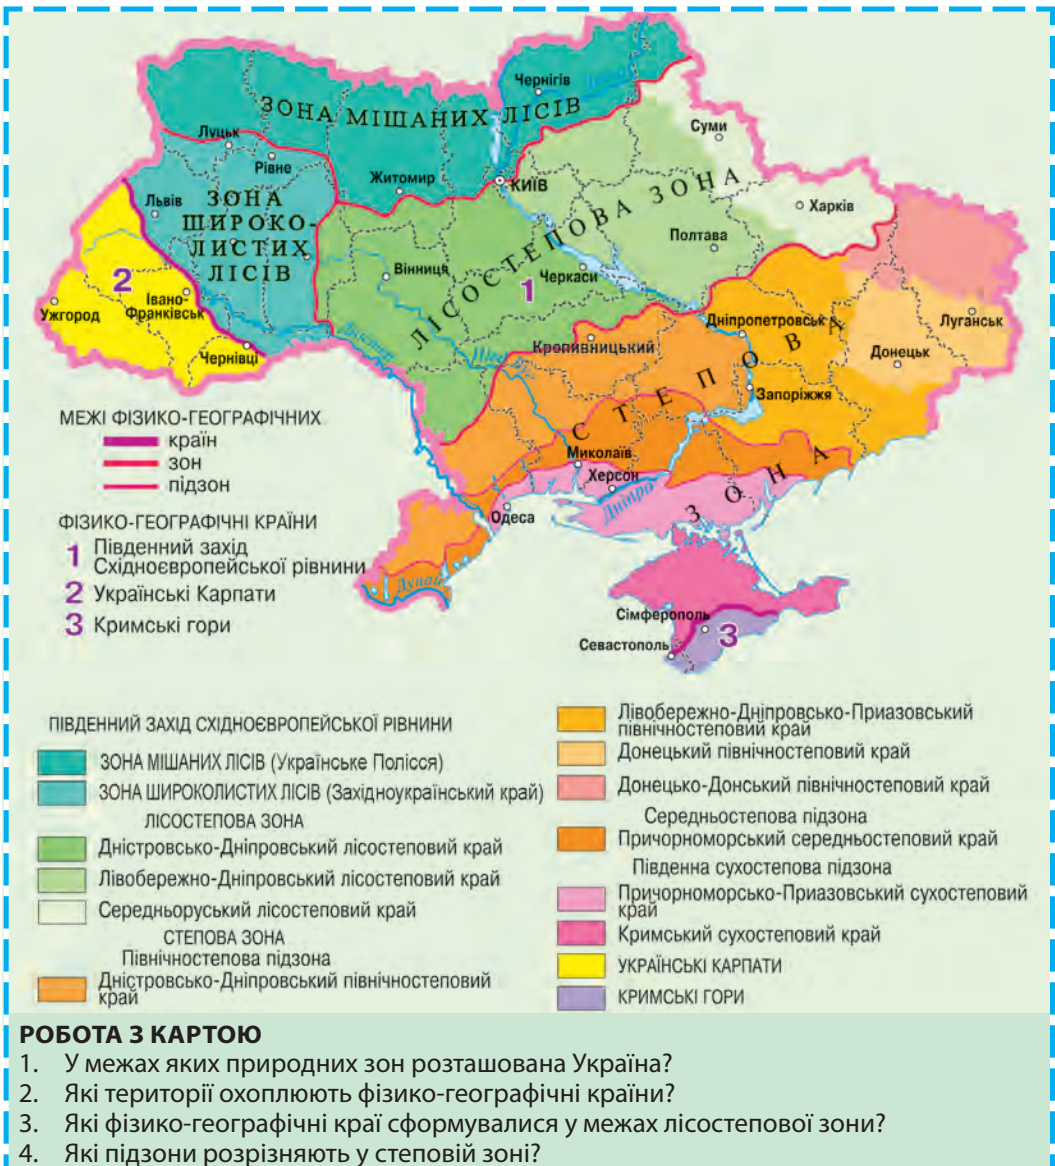 Чернігів
Десна
ЗОНА МІШАНИХ ЛІСІВ
Суми
Луцьк
Рівне
Житомир
КИЇВ
Львів
ЗОНА
ШИРОКО-
ЛИСТИХ
ЛІСІВ
Харків
Полтава
ЛІСОСТЕПОВА ЗОНА
Вінниця
Черкаси
1
2
Івано-
Франківськ
Ужгород
Чернівці
Дністер
Дніпропетровськ
Луганськ
Кропивницький
Донецьк
Запоріжжя
СТЕПОВА
ЗОНА
Миколаїв
Херсон
Дніпро
Одеса
Дунай
Сімферополь
Севастополь
3
МЕЖІ ФІЗИКО-ГЕОГРАФІЧНИХ
країн
зон
підзон
ФІЗИКО-ГЕОГРАФІЧНІ КРАЇНИ
1 Південний захід
Східноєвропейської рівнини
2 Українські Карпати
3 Кримські гори
ПІВДЕННИЙ ЗАХІД СХІДНОЄВРОПЕЙСЬКОЇ РІВНИНИ
ЗОНА МІШАНИХ ЛІСІВ (Українське Полісся)
ЗОНА ШИРОКОЛИСТИХ ЛІСІВ (Західноукраїнський край)
ЛІСОСТЕПОВА ЗОНА
Дністровсько-Дніпровський лісостеповий край
Лівобережно-Дніпровський лісостеповий край
Середньоруський лісостеповий край
СТЕПОВА ЗОНА
Північностепова підзона
Дністровсько-Дніпровський північностеповий
край
Лівобережно-Дніпровсько-Приазовський
північностеповий край
Донецький північностеповий край
Донецько-Донський північностеповий край
Середньостепова підзона
Причорноморський середньостеповий край
Південна сухостепова підзона
Причорноморсько-Приазовський сухостеповий
край
Кримський сухостеповий край
УКРАЇНСЬКІ КАРПАТИ
КРИМСЬКІ ГОРИ
РОБОТА З КАРТОЮ
1. У межах яких природних зон розташована Україна?
2. Які території охоплюють фізико-географічні країни?
3. Які фізико-географічні краї сформувалися у межах лісостепової зони?
4. Які підзони розрізняють у степовій зоні?